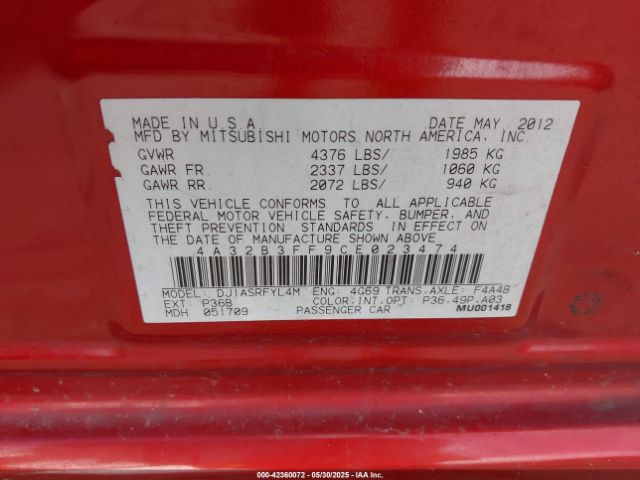 MADE IN U.S.A. DATE MAY 2012
MFD BY MITSUBISHI MOTORS NORTH AMERICA, INC
GVWR 4376 LBS/ 1985 KG
GAWR FR. 2337 LBS/ 1060 KG
GAWR RR. 2072 LBS/ 940 KG
THIS VEHICLE CONFORMS TO ALL APPLICABLE
FEDERAL MOTOR VEHICLE SAFETY, BUMPER, AND
THEFT PREVENTION STANDARDS IN EFFECT ON
THE DATE OF MANUFACTURE SHOWN ABOVE
4A32B3FF9CE023474
MODEL: DJ1ASRFYL4M ENG: 4G69 TRANS.AXLE: F4A4B
EXT: P36B COLOR.INT.OPT: P36.49P.A03
MDH 051709 PASSENGER CAR MU001418
000-42360072 - 05/30/2025 - IAA Inc.